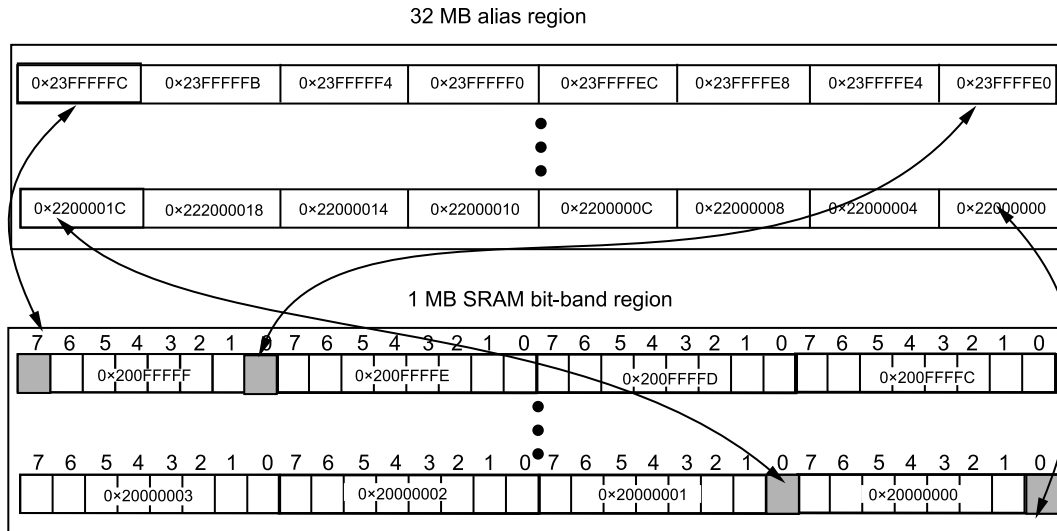 32 MB alias region
0×23FFFFFC 0×23FFFFFB 0×23FFFFF4 0×23FFFFF0 0×23FFFFEC 0×23FFFFE8 0×23FFFFE4 0×23FFFFE0
0×2200001C 0×222000018 0×22000014 0×22000010 0×2200000C 0×22000008 0×22000004 0×22000000
1 MB SRAM bit-band region
7 6 5 4 3 2 1 0 7 6 5 4 3 2 1 0 7 6 5 4 3 2 1 0 7 6 5 4 3 2 1 0
0×200FFFFF 0×200FFFFE 0×200FFFFD 0×200FFFFC
7 6 5 4 3 2 1 0 7 6 5 4 3 2 1 0 7 6 5 4 3 2 1 0 7 6 5 4 3 2 1 0
0×20000003 0×20000002 0×20000001 0×20000000